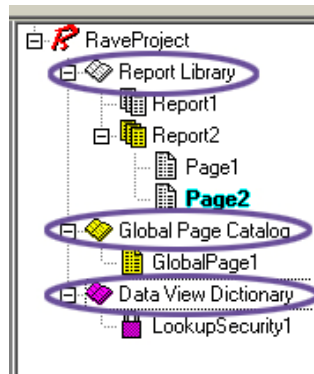 RaveProject
Report Library
Report1
Report2
Page1
Page2
Global Page Catalog
GlobalPage1
Data View Dictionary
LookupSecurity1